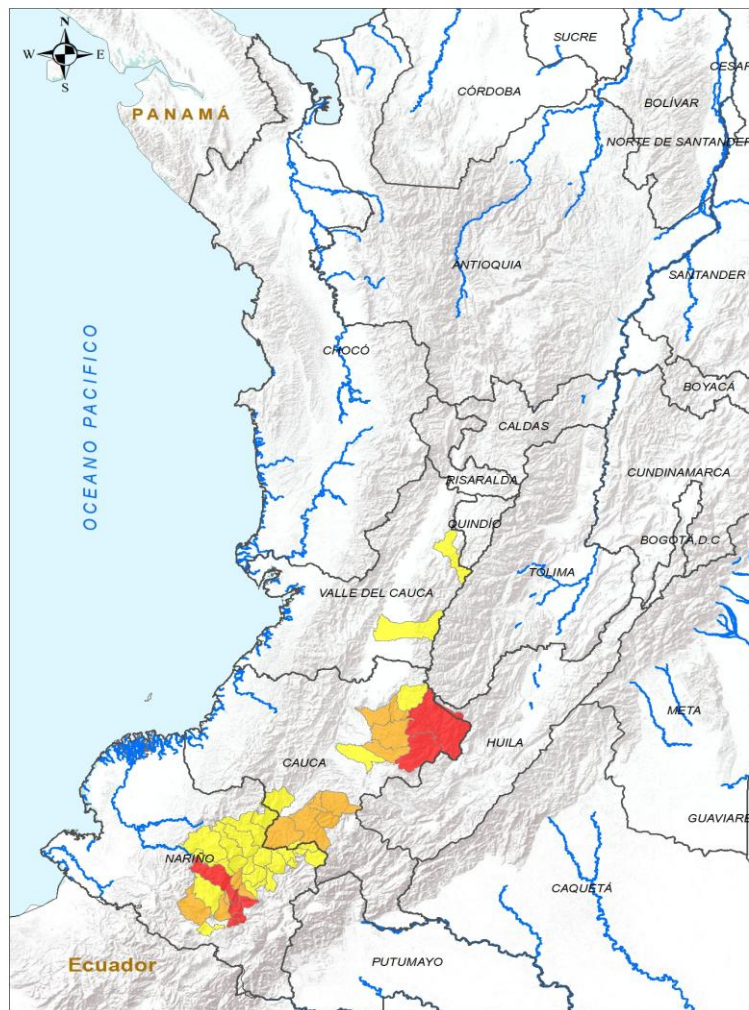 N
W E
S
SUCRE
CESAR
CÓRDOBA
BOLÍVAR
PANAMÁ
NORTE DE SANTANDER
ANTIOQUIA
SANTANDER
OCEANO PACIFICO
CHOCÓ
BOYACÁ
CALDAS
CUNDINAMARCA
RISARALDA
QUINDÍO
BOGOTÁ, D.C
TOLIMA
VALLE DEL CAUCA
META
HUILA
CAUCA
GUAVIARE
NARIÑO
CAQUETÁ
PUTUMAYO
Ecuador